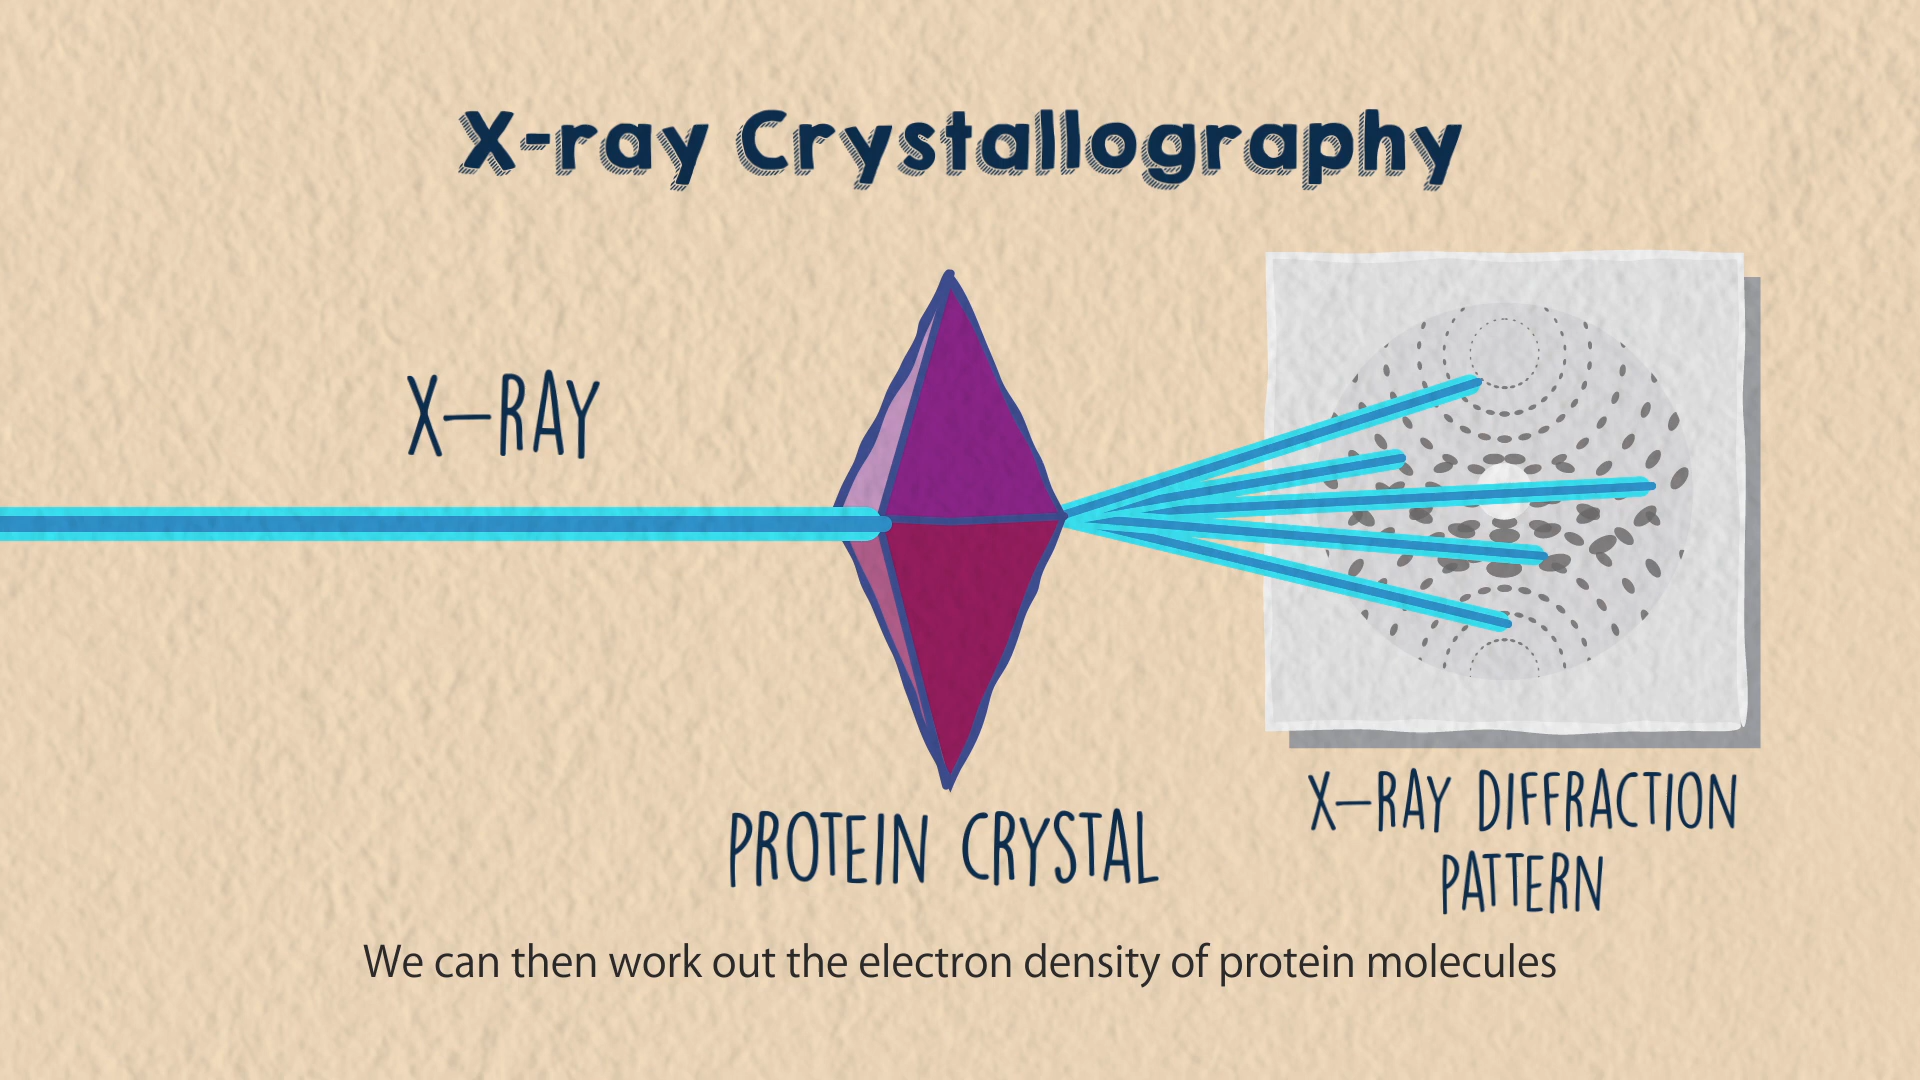 X-ray Crystallography
X-RAY
PROTEIN CRYSTAL
X-RAY DIFFRACTION
PATTERN
We can then work out the electron density of protein molecules